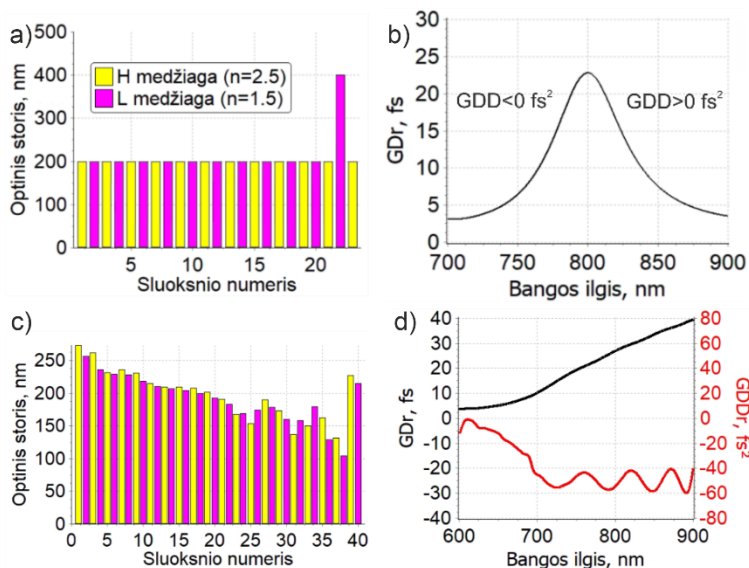 a)
500
400
300
200
100
0
Optinis storis, nm
H medžiaga (n=2.5)
L medžiaga (n=1.5)
5 10 15 20
Sluoksnio numeris
b)
30
25
20
15
10
5
0
GDr, fs
GDD<0 fs²
GDD>0 fs²
700 750 800 850 900
Bangos ilgis, nm
c)
250
200
150
100
50
0
Optinis storis, nm
0 5 10 15 20 25 30 35 40
Sluoksnio numeris
d)
40
30
20
10
0
-10
-20
-30
-40
GDr, fs
80
60
40
20
0
-20
-40
-60
-80
GDDr, fs²
600 700 800 900
Bangos ilgis, nm